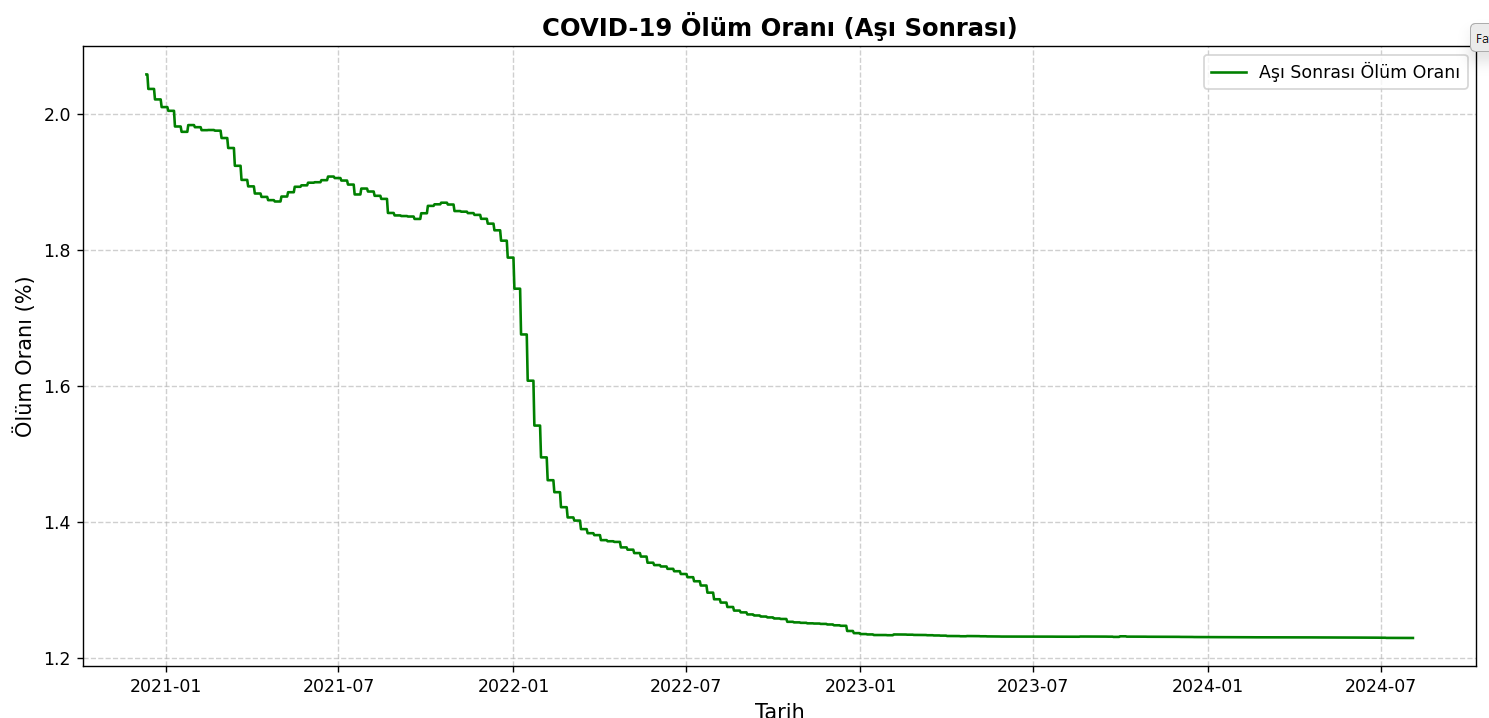 COVID-19 Ölüm Oranı (Aşı Sonrası)
Fa
Aşı Sonrası Ölüm Oranı
Ölüm Oranı (%)
2.0
1.8
1.6
1.4
1.2
2021-01 2021-07 2022-01 2022-07 2023-01 2023-07 2024-01 2024-07
Tarih